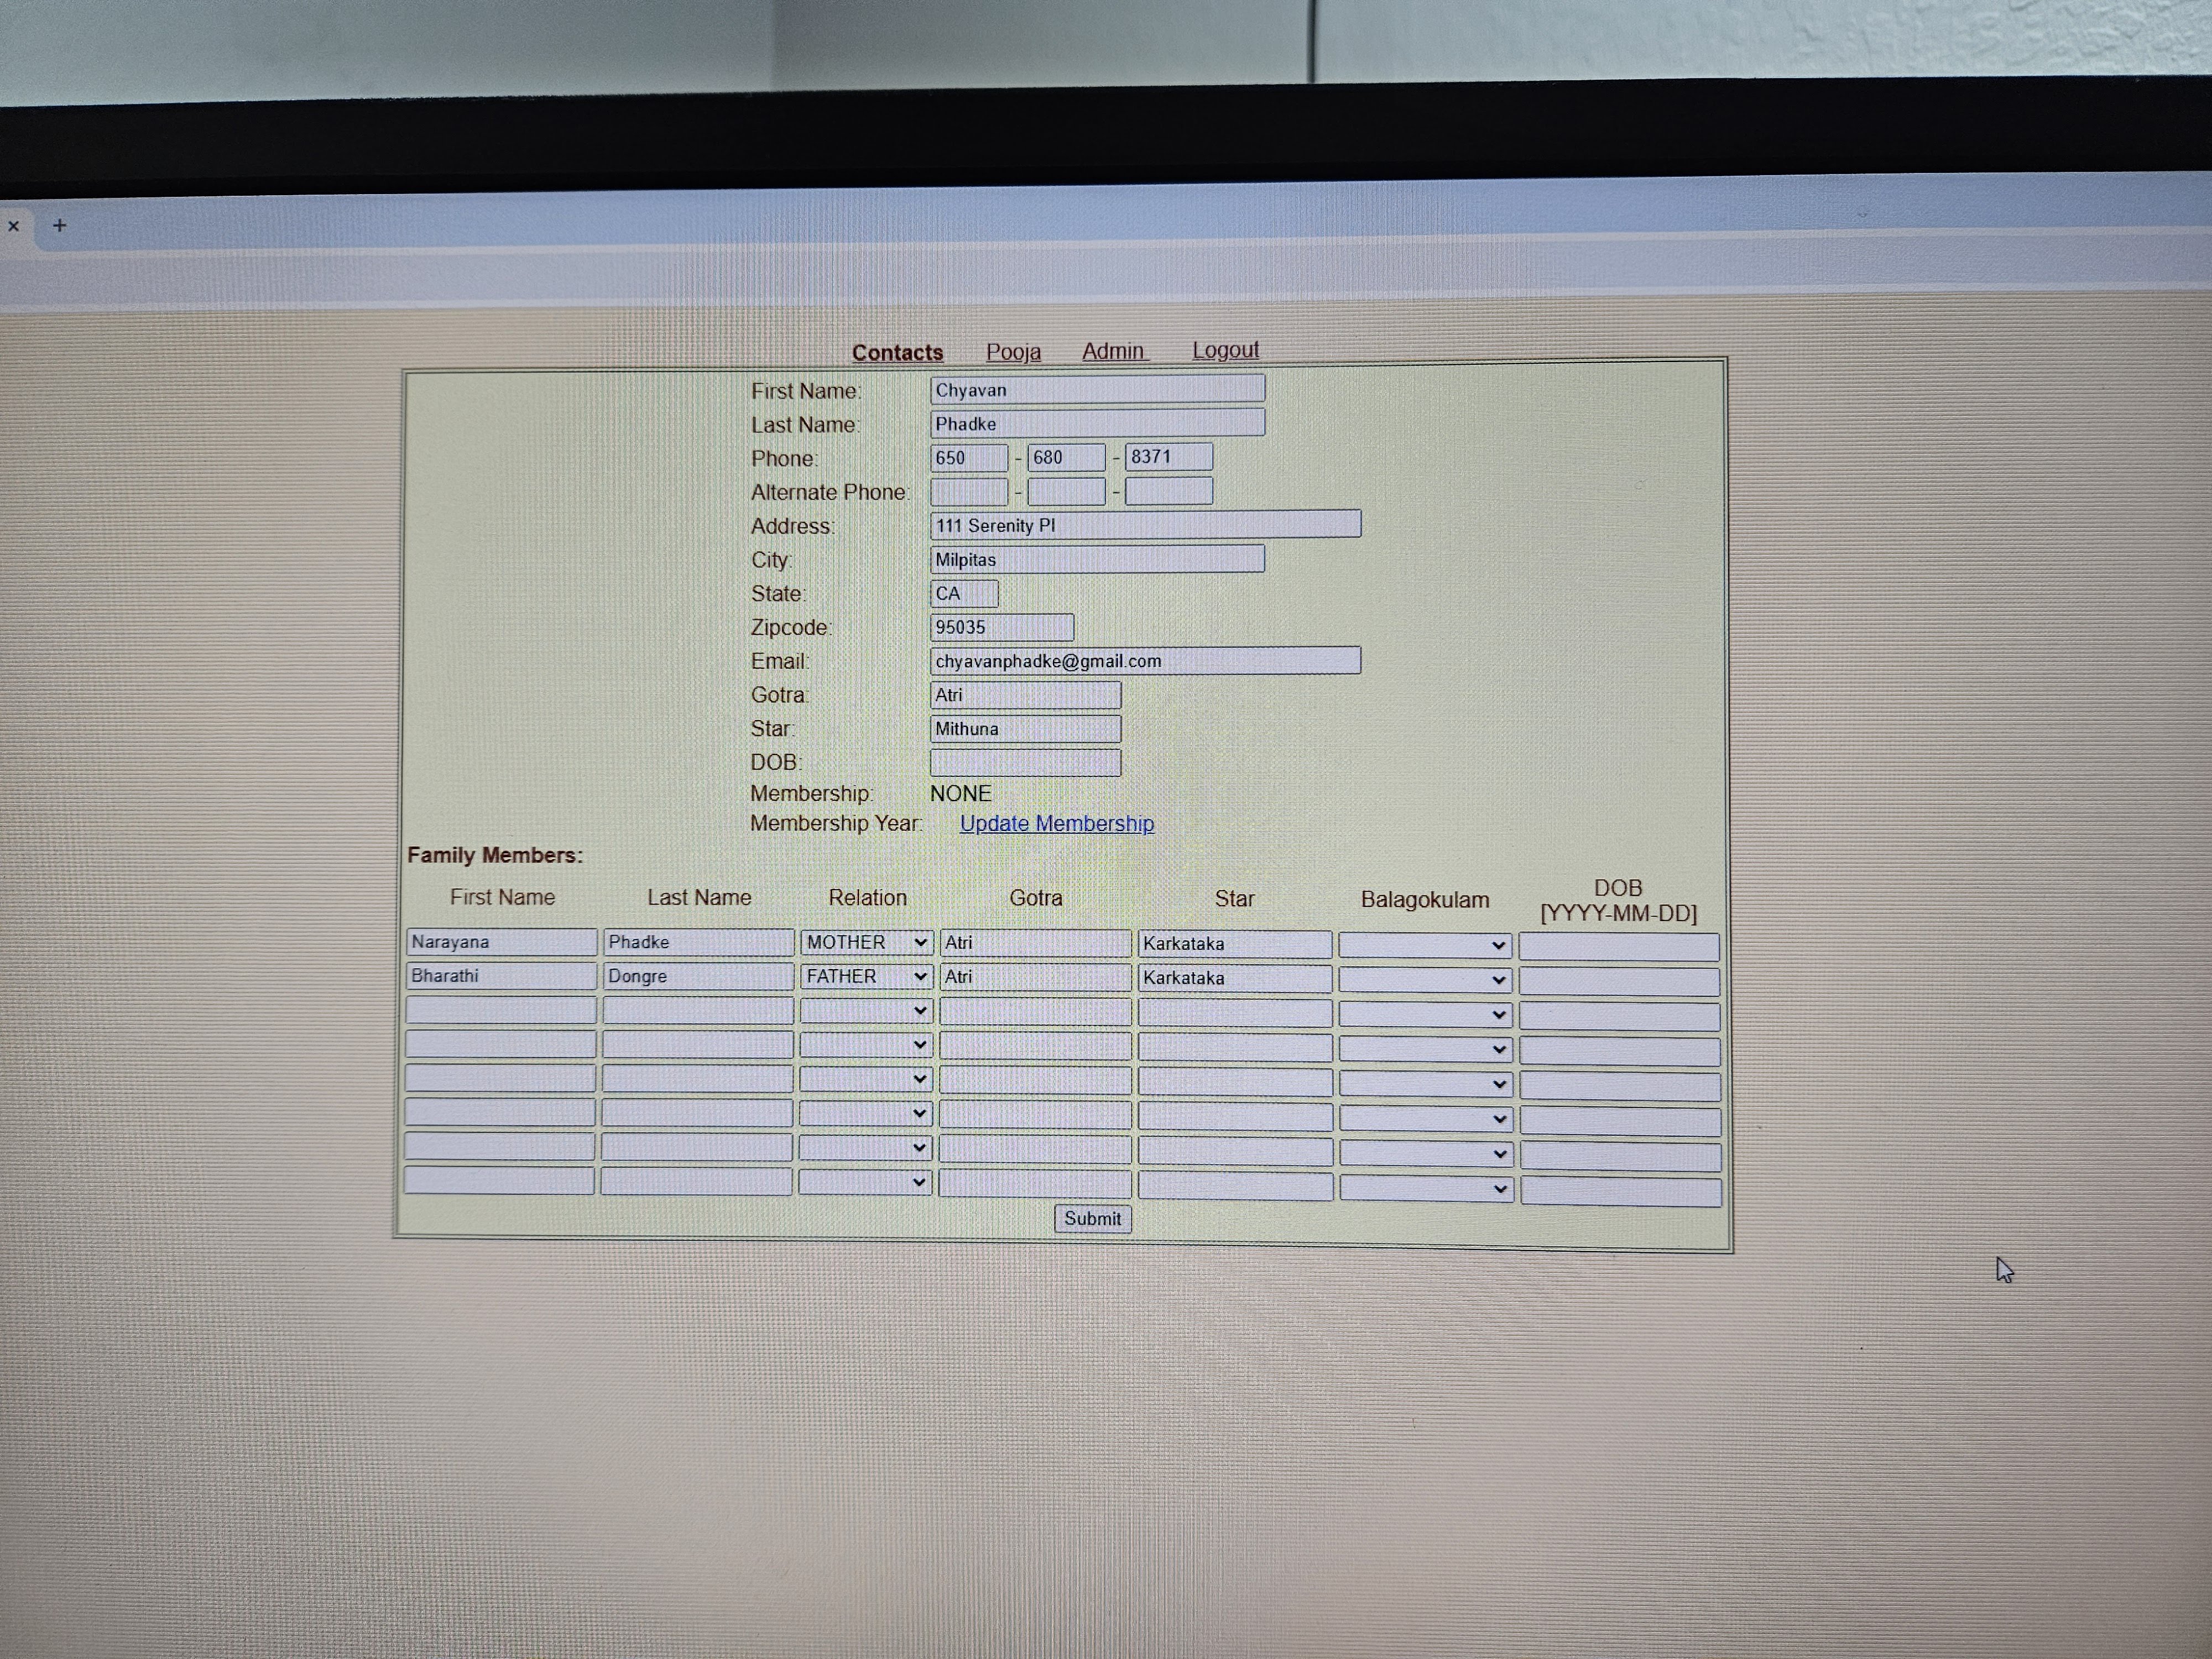 × +
Contacts Pooja Admin Logout
First Name: Chyavan
Last Name: Phadke
Phone: 650 - 680 - 8371
Alternate Phone: - -
Address: 111 Serenity Pl
City: Milpitas
State: CA
Zipcode: 95035
Email: chyavanphadke@gmail.com
Gotra: Atri
Star: Mithuna
DOB:
Membership: NONE
Membership Year: Update Membership
Family Members:
First Name Last Name Relation Gotra Star Balagokulam DOB
[YYYY-MM-DD]
Narayana Phadke MOTHER Atri Karkataka
Bharathi Dongre FATHER Atri Karkataka
Submit